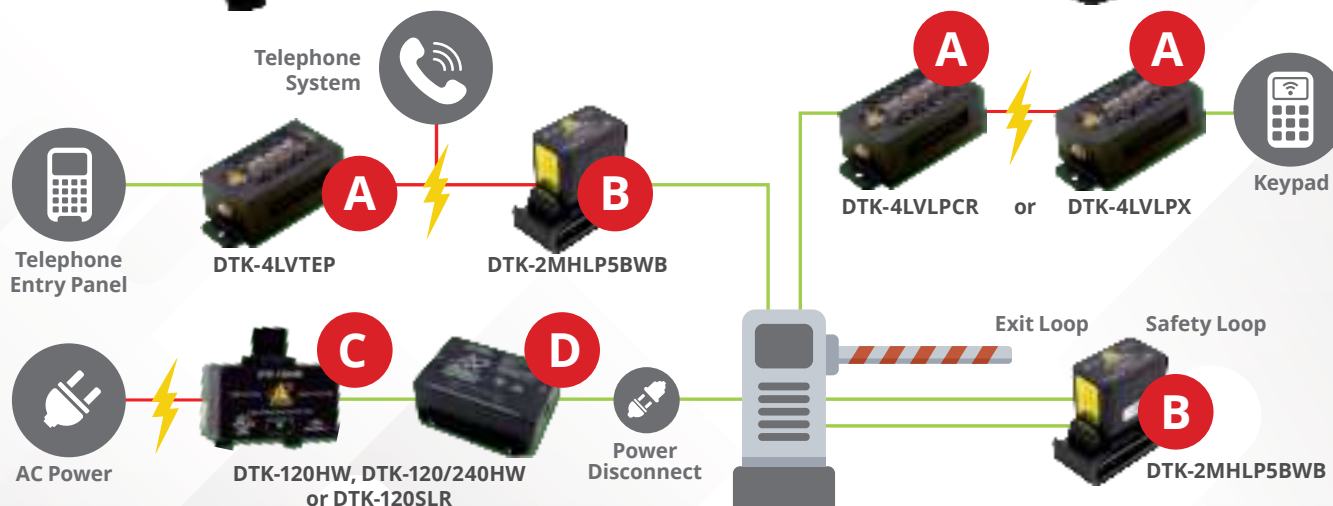 Telephone
System
A
A
A
B
Keypad
DTK-4LVLPCR or DTK-4LVLPX
Telephone
Entry Panel
DTK-4LVTEP
DTK-2MHLP5BWB
C
D
Exit Loop
Safety Loop
B
AC Power
Power
Disconnect
DTK-120HW, DTK-120/240HW
or DTK-120SLR
DTK-2MHLP5BWB